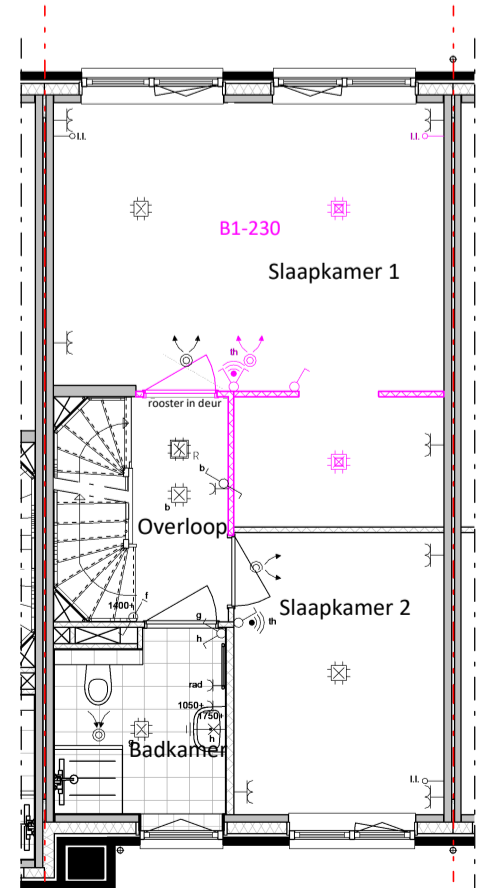 I.I.
I.I.
B1-230
Slaapkamer 1
th
rooster in deur
R
b
b
Overloop
1400+
f
g
Slaapkamer 2
h
th
rad
1050+
1750+
h
g
Badkamer
I.I.